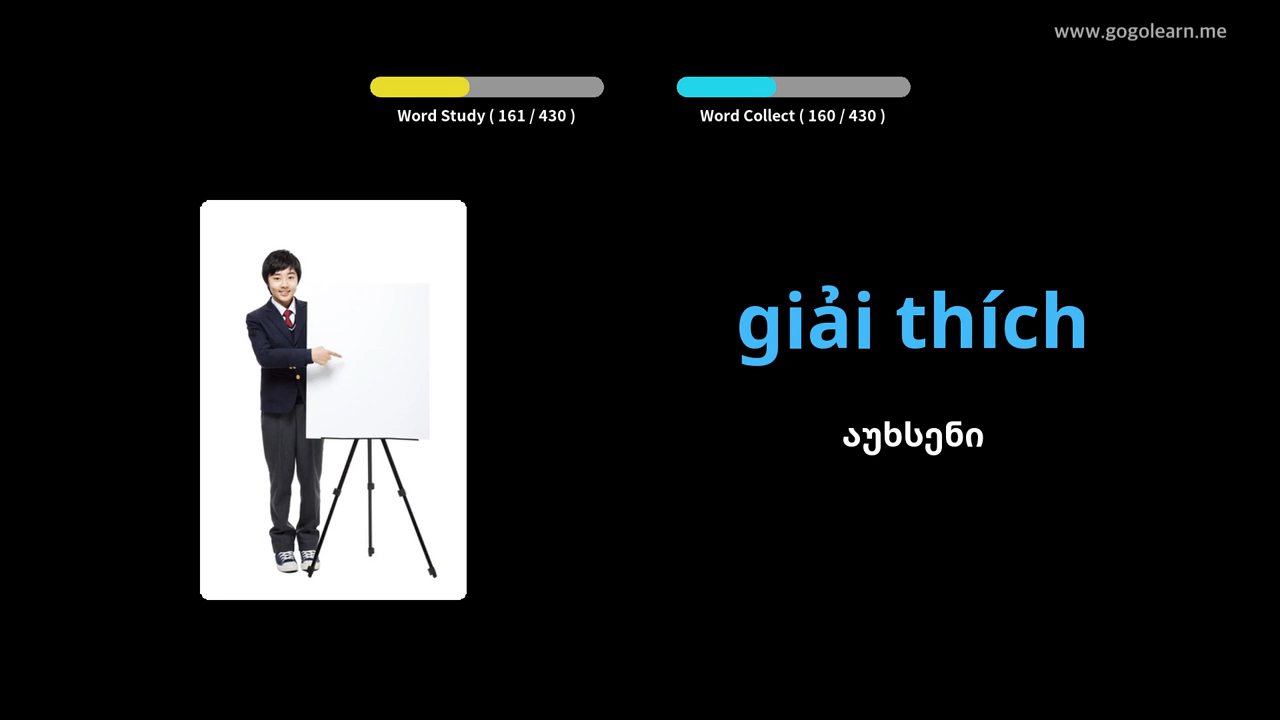 www.gogolearn.me
Word Study ( 161 / 430 )
Word Collect ( 160 / 430 )
giải thích
აუხსენი